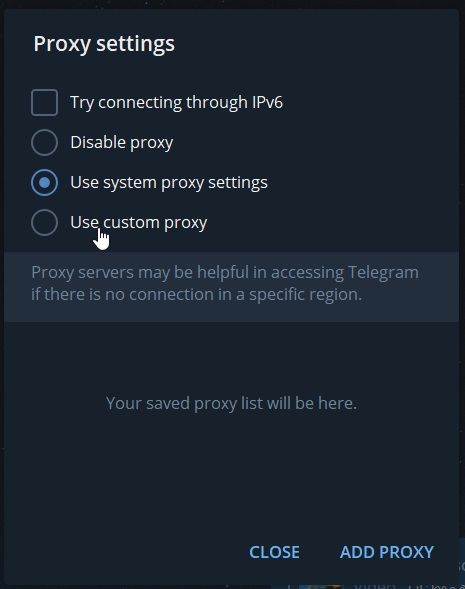 Proxy settings
Try connecting through IPv6
Disable proxy
Use system proxy settings
Use custom proxy
Proxy servers may be helpful in accessing Telegram
if there is no connection in a specific region.
Your saved proxy list will be here.
CLOSE
ADD PROXY